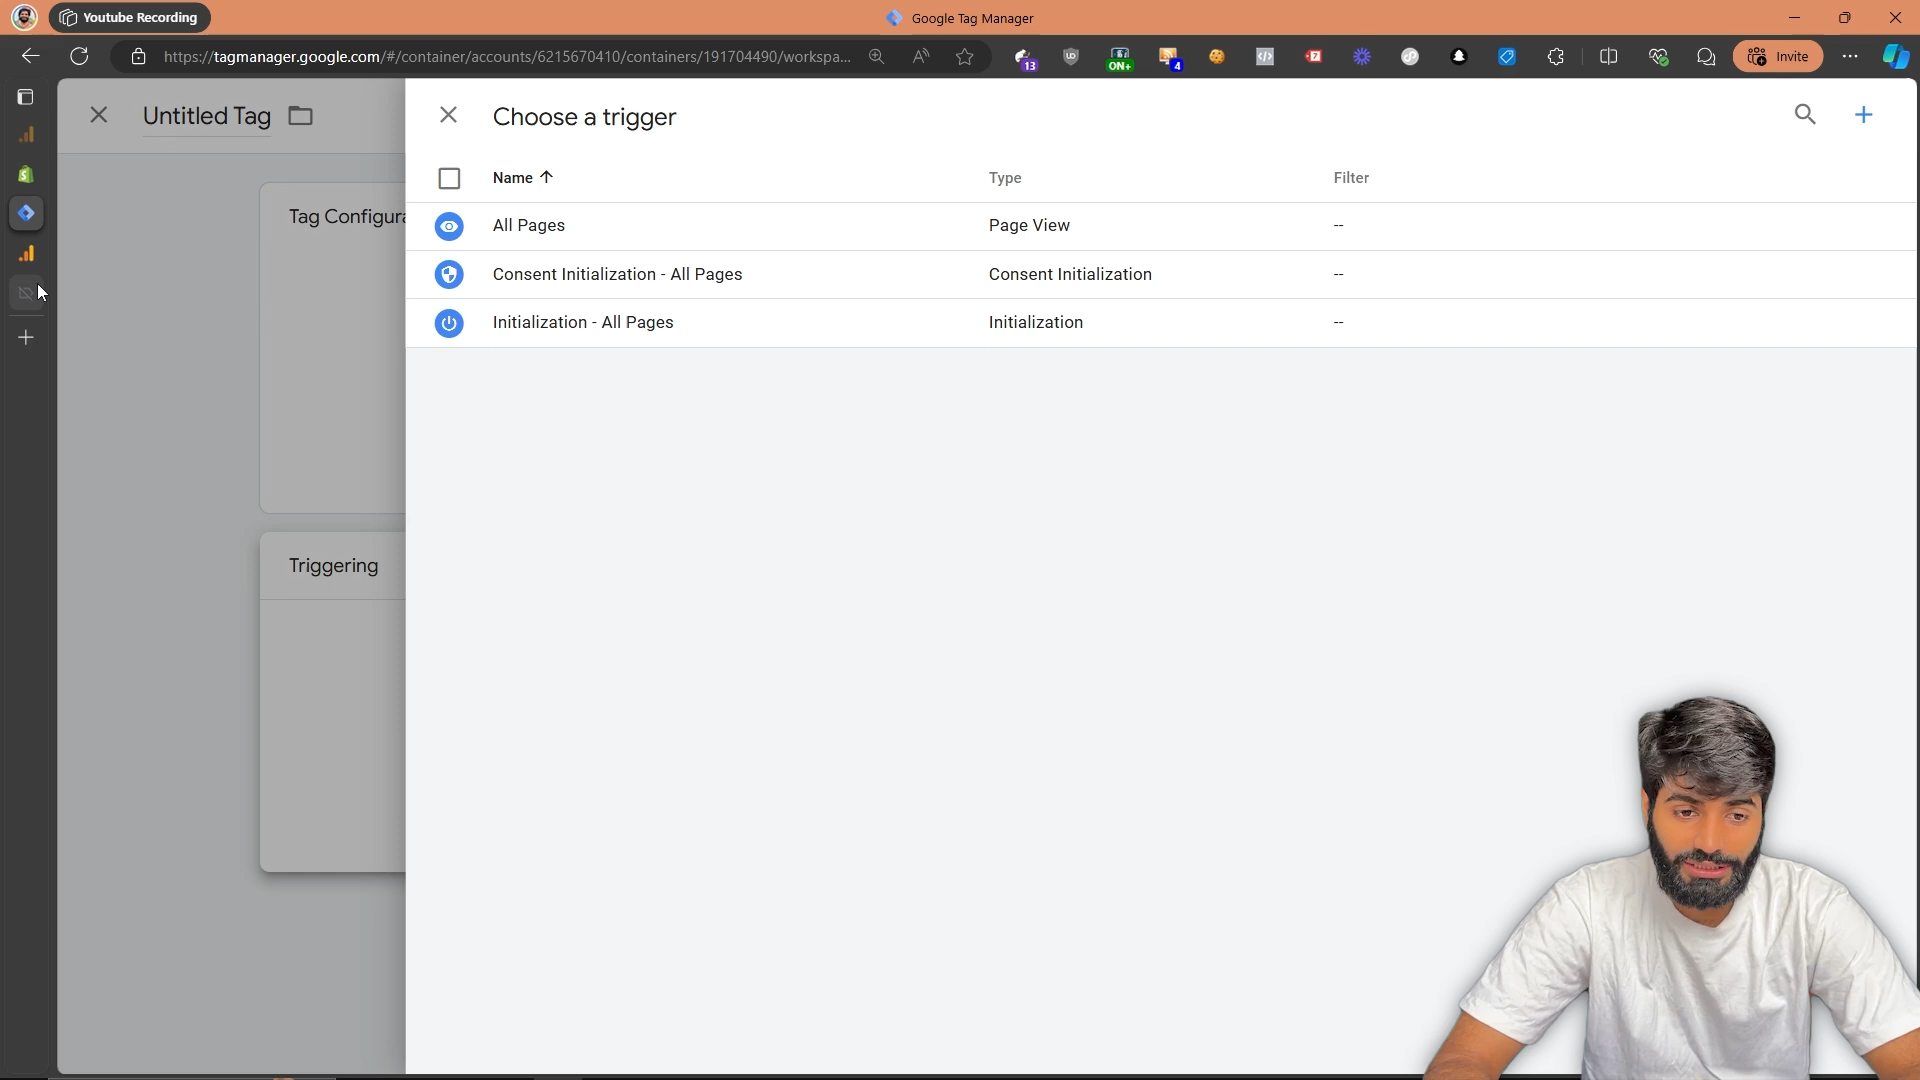 Youtube Recording
Google Tag Manager
https://tagmanager.google.com/#/container/accounts/6215670410/containers/191704490/workspa...
13
UD
ON+
4
7
Invite
Untitled Tag
Choose a trigger
Name
Type
Filter
Tag Configura
All Pages
Page View
--
Consent Initialization - All Pages
Consent Initialization
--
Initialization - All Pages
Initialization
--
Triggering